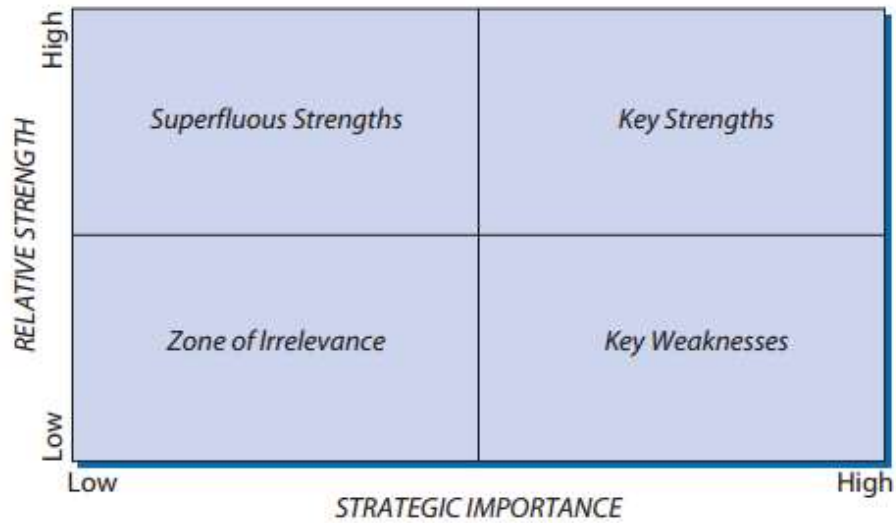 High
RELATIVE STRENGTH
Low
Superfluous Strengths
Key Strengths
Zone of Irrelevance
Key Weaknesses
Low
High
STRATEGIC IMPORTANCE